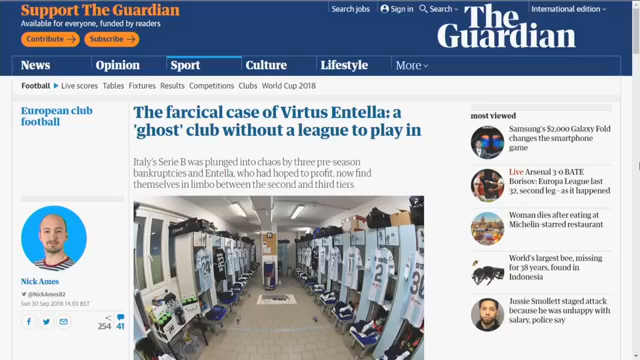 Support The Guardian
Available for everyone, funded by readers
Contribute
Subscribe
Search jobs
Sign in
Search
International edition
The Guardian
News
Opinion
Sport
Culture
Lifestyle
More
Football
Live scores
Tables
Fixtures
Results
Competitions
Clubs
World Cup 2018
European club
football
The farcical case of Virtus Entella: a
'ghost' club without a league to play in
Italy's Serie B was plunged into chaos by three pre-season
bankruptcies and Entella, who had hoped to profit, now find
themselves in limbo between the second and third tiers
Nick Ames
@NickAmes82
Sun 30 Sep 2018 14.03 BST
254
41
most viewed
Samsung's $2,000 Galaxy Fold
changes the smartphone
game
Live Arsenal 3-0 BATE
Borisov: Europa League last
32, second leg – as it happened
Woman dies after eating at
Michelin-starred restaurant
World's largest bee, missing
for 38 years, found in
Indonesia
Jussie Smollett staged attack
because he was unhappy with
salary, police say